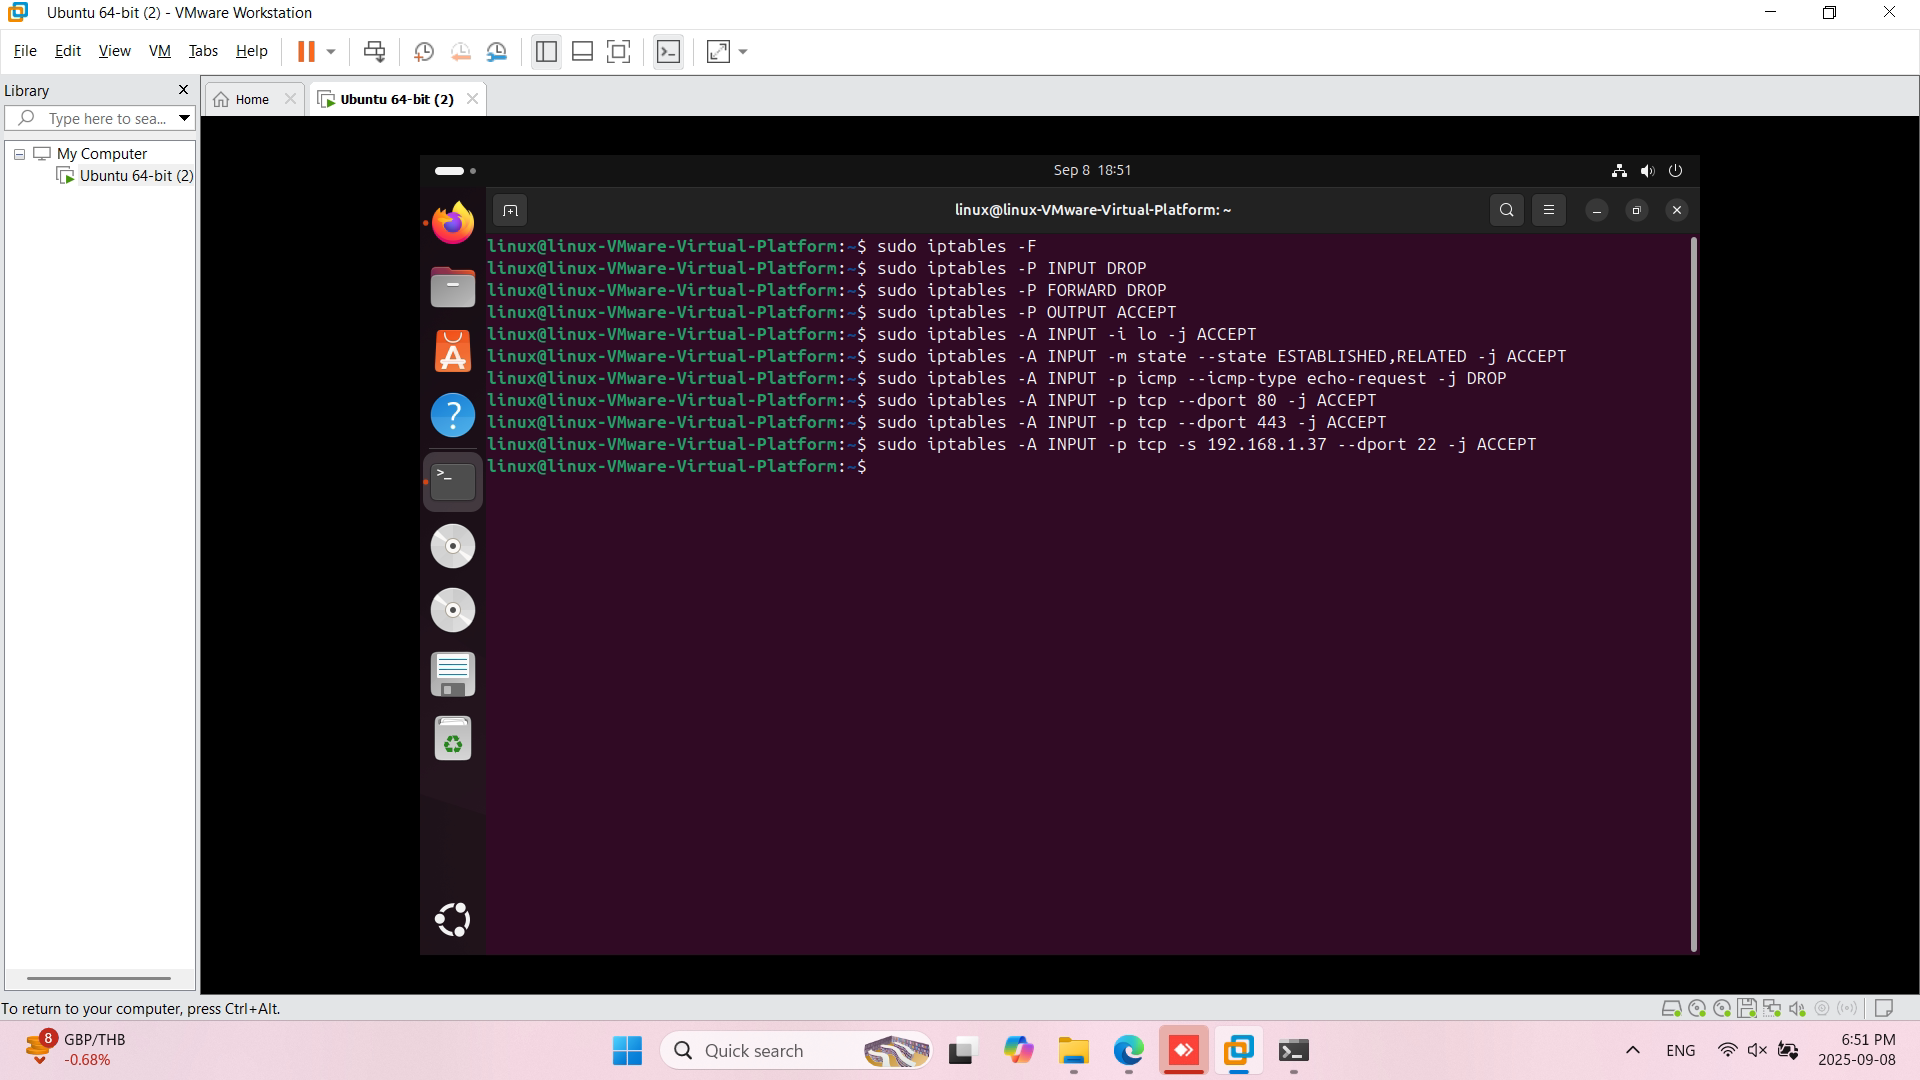 Ubuntu 64-bit (2) - VMware Workstation
File Edit View VM Tabs Help
Library
Home
Ubuntu 64-bit (2)
Type here to sea...
My Computer
Ubuntu 64-bit (2)
Sep 8 18:51
linux@linux-VMware-Virtual-Platform: ~
linux@linux-VMware-Virtual-Platform:~$ sudo iptables -F
linux@linux-VMware-Virtual-Platform:~$ sudo iptables -P INPUT DROP
linux@linux-VMware-Virtual-Platform:~$ sudo iptables -P FORWARD DROP
linux@linux-VMware-Virtual-Platform:~$ sudo iptables -P OUTPUT ACCEPT
linux@linux-VMware-Virtual-Platform:~$ sudo iptables -A INPUT -i lo -j ACCEPT
linux@linux-VMware-Virtual-Platform:~$ sudo iptables -A INPUT -m state --state ESTABLISHED,RELATED -j ACCEPT
linux@linux-VMware-Virtual-Platform:~$ sudo iptables -A INPUT -p icmp --icmp-type echo-request -j DROP
linux@linux-VMware-Virtual-Platform:~$ sudo iptables -A INPUT -p tcp --dport 80 -j ACCEPT
linux@linux-VMware-Virtual-Platform:~$ sudo iptables -A INPUT -p tcp --dport 443 -j ACCEPT
linux@linux-VMware-Virtual-Platform:~$ sudo iptables -A INPUT -p tcp -s 192.168.1.37 --dport 22 -j ACCEPT
linux@linux-VMware-Virtual-Platform:~$
To return to your computer, press Ctrl+Alt.
8
GBP/THB
-0.68%
Quick search
ENG
6:51 PM
2025-09-08